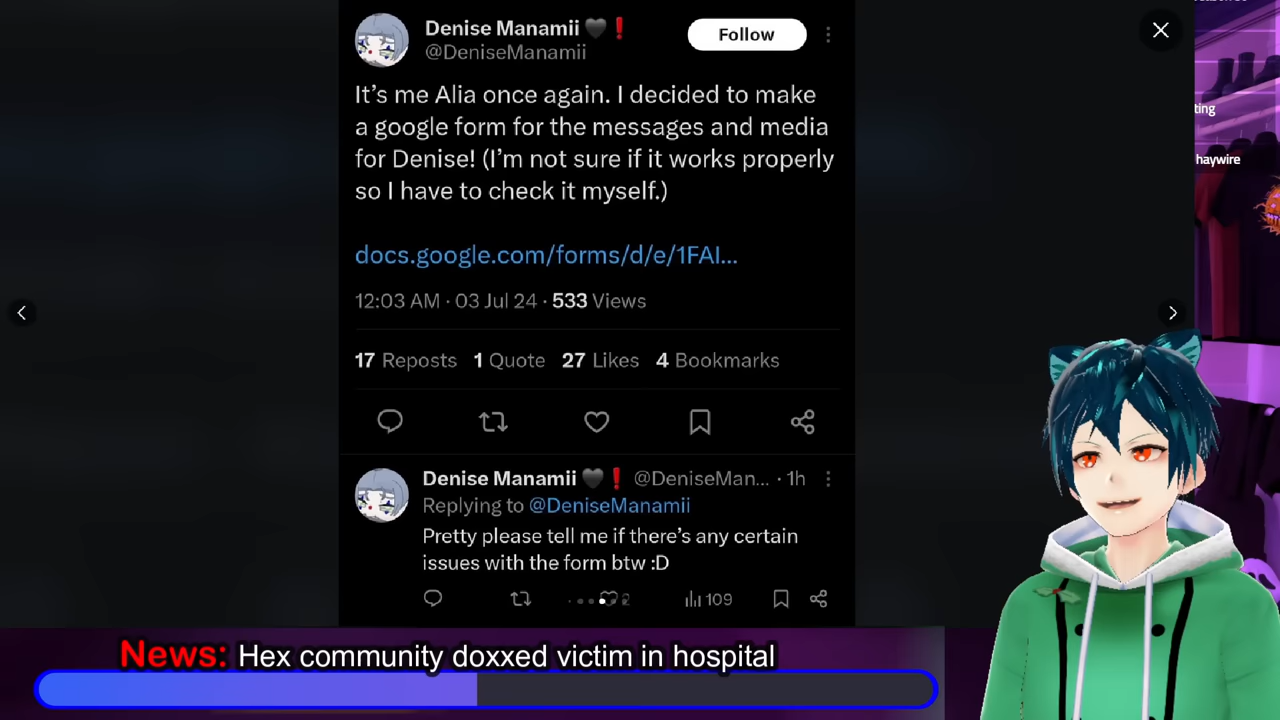 Denise Manamii 🖤❗
@DeniseManamii
Follow
It's me Alia once again. I decided to make
a google form for the messages and media
for Denise! (I'm not sure if it works properly
so I have to check it myself.)
docs.google.com/forms/d/e/1FAI...
12:03 AM · 03 Jul 24 · 533 Views
17 Reposts 1 Quote 27 Likes 4 Bookmarks
Denise Manamii 🖤❗ @DeniseMan... · 1h
Replying to @DeniseManamii
Pretty please tell me if there's any certain
issues with the form btw :D
2 109
ting
haywire
News: Hex community doxxed victim in hospital